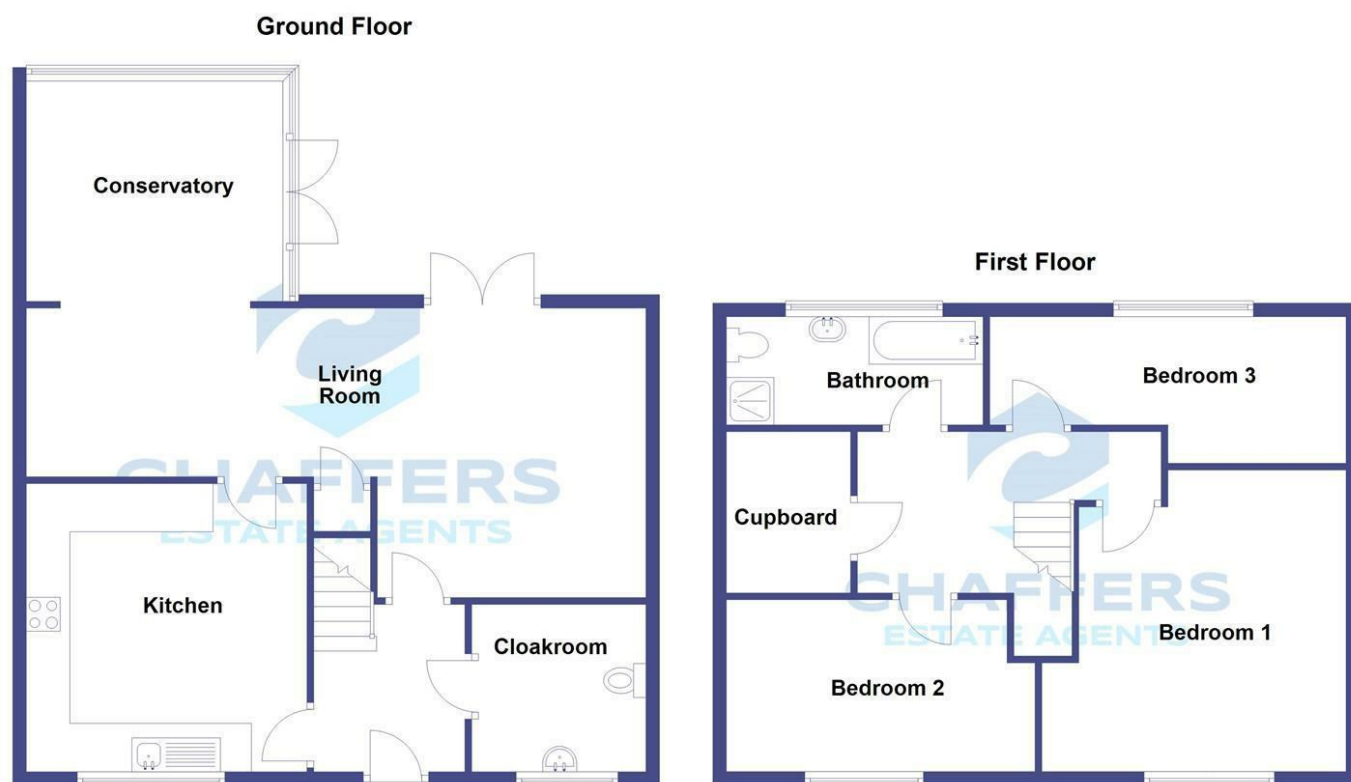 Ground Floor
Conservatory
Living
Room
CHAFFERS
ESTATE AGENTS
Kitchen
Cloakroom
First Floor
Bathroom
Bedroom 3
Cupboard
CHAFFERS
ESTATE AGENTS
Bedroom 1
Bedroom 2